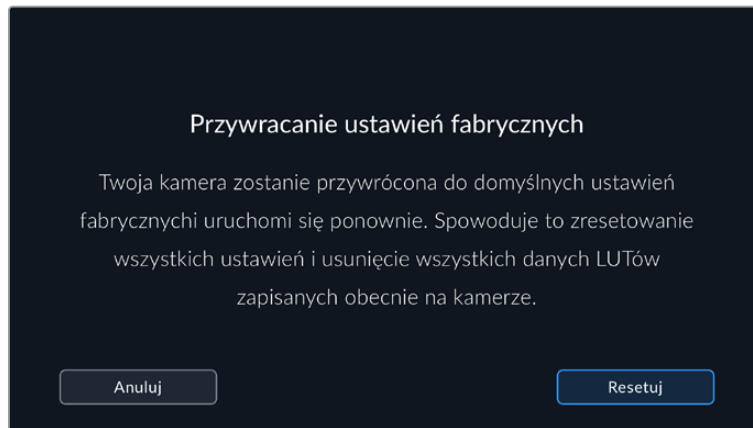 Przywracanie ustawień fabrycznych
Twoja kamera zostanie przywrócona do domyślnych ustawień
fabrycznychi uruchomi się ponownie. Spowoduje to zresetowanie
wszystkich ustawień i usunięcie wszystkich danych LUTów
zapisanych obecnie na kamerze.
Anuluj
Resetuj